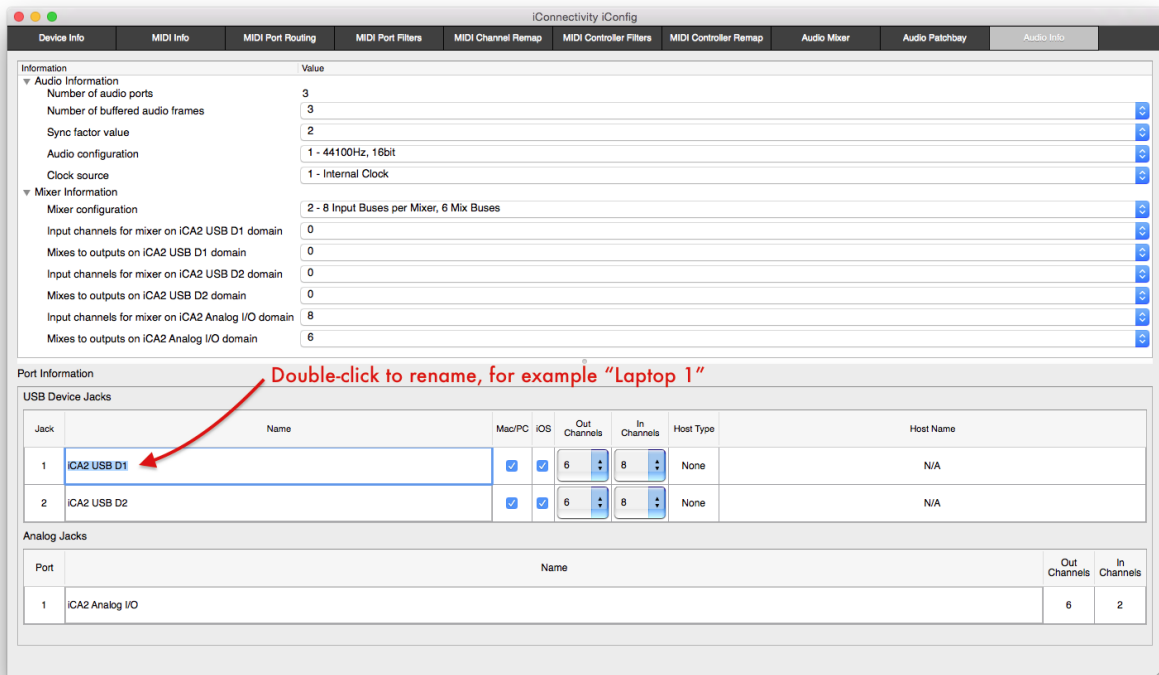 iConnectivity iConfig
Device Info MIDI Info MIDI Port Routing MIDI Port Filters MIDI Channel Remap MIDI Controller Filters MIDI Controller Remap Audio Mixer Audio Patchbay Audio Info
Information Value
Audio Information
Number of audio ports 3
Number of buffered audio frames 3
Sync factor value 2
Audio configuration 1 - 44100Hz, 16bit
Clock source 1 - Internal Clock
Mixer Information
Mixer configuration 2 - 8 Input Buses per Mixer, 6 Mix Buses
Input channels for mixer on iCA2 USB D1 domain 0
Mixes to outputs on iCA2 USB D1 domain 0
Input channels for mixer on iCA2 USB D2 domain 0
Mixes to outputs on iCA2 USB D2 domain 0
Input channels for mixer on iCA2 Analog I/O domain 8
Mixes to outputs on iCA2 Analog I/O domain 6
Port Information
Double-click to rename, for example “Laptop 1”
USB Device Jacks
Jack Name Mac/PC iOS Out Channels In Channels Host Type Host Name
1 iCA2 USB D1 6 8 None N/A
2 iCA2 USB D2 6 8 None N/A
Analog Jacks
Port Name Out Channels In Channels
1 iCA2 Analog I/O 6 2